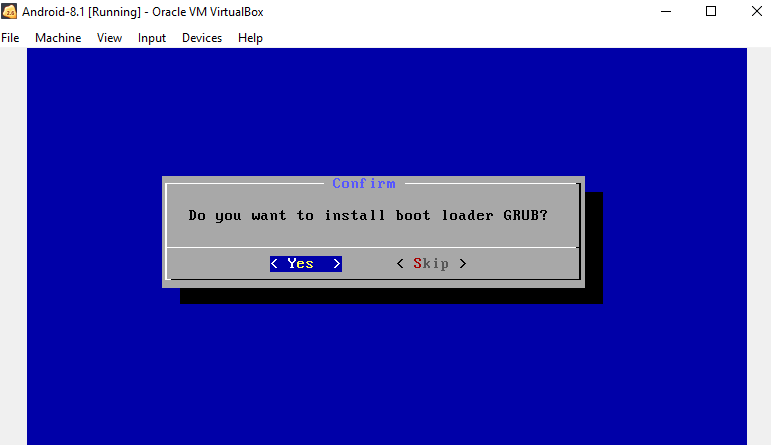 Android-8.1 [Running] - Oracle VM VirtualBox
File Machine View Input Devices Help
Confirm
Do you want to install boot loader GRUB?
< Yes > < Skip >